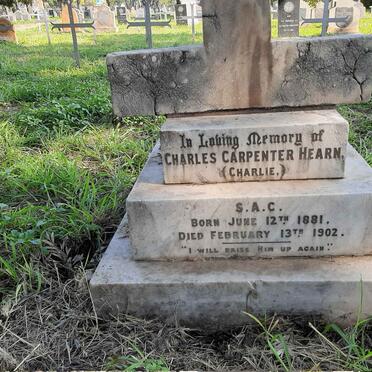 In Loving Memory of
CHARLES CARPENTER HEARN,
(CHARLIE,)
S.A.C.
BORN JUNE 12TH 1881,
DIED FEBRUARY 13TH 1902.
"I WILL RAISE HIM UP AGAIN."